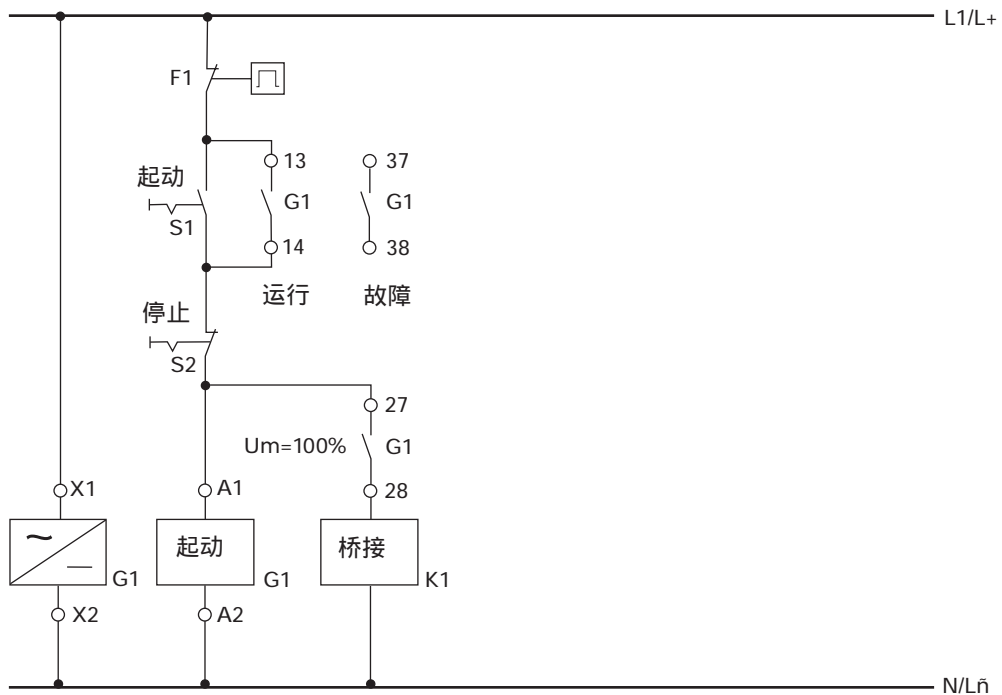 L1/L+
F1
13
37
起动
G1
G1
S1
14
38
运行
故障
停止
S2
27
Um=100%
G1
X1
A1
28
~
—
起动
桥接
G1
G1
K1
X2
A2
N/Lñ